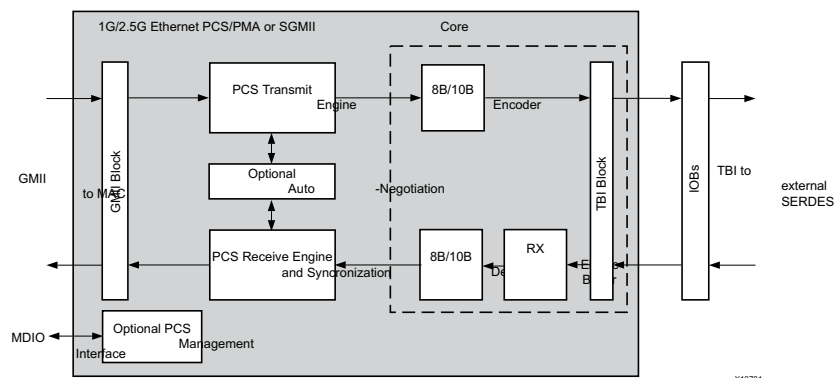 1G/2.5G Ethernet PCS/PMA or SGMII Core
PCS Transmit
Engine
8B/10B
Encoder
GMII
to MAC
GMII Block
Optional
Auto
-Negotiation
TBI Block
IOBs
TBI to
external
SERDES
PCS Receive Engine
and Syncronization
8B/10B
RX
MDIO
Interface
Optional PCS
Management